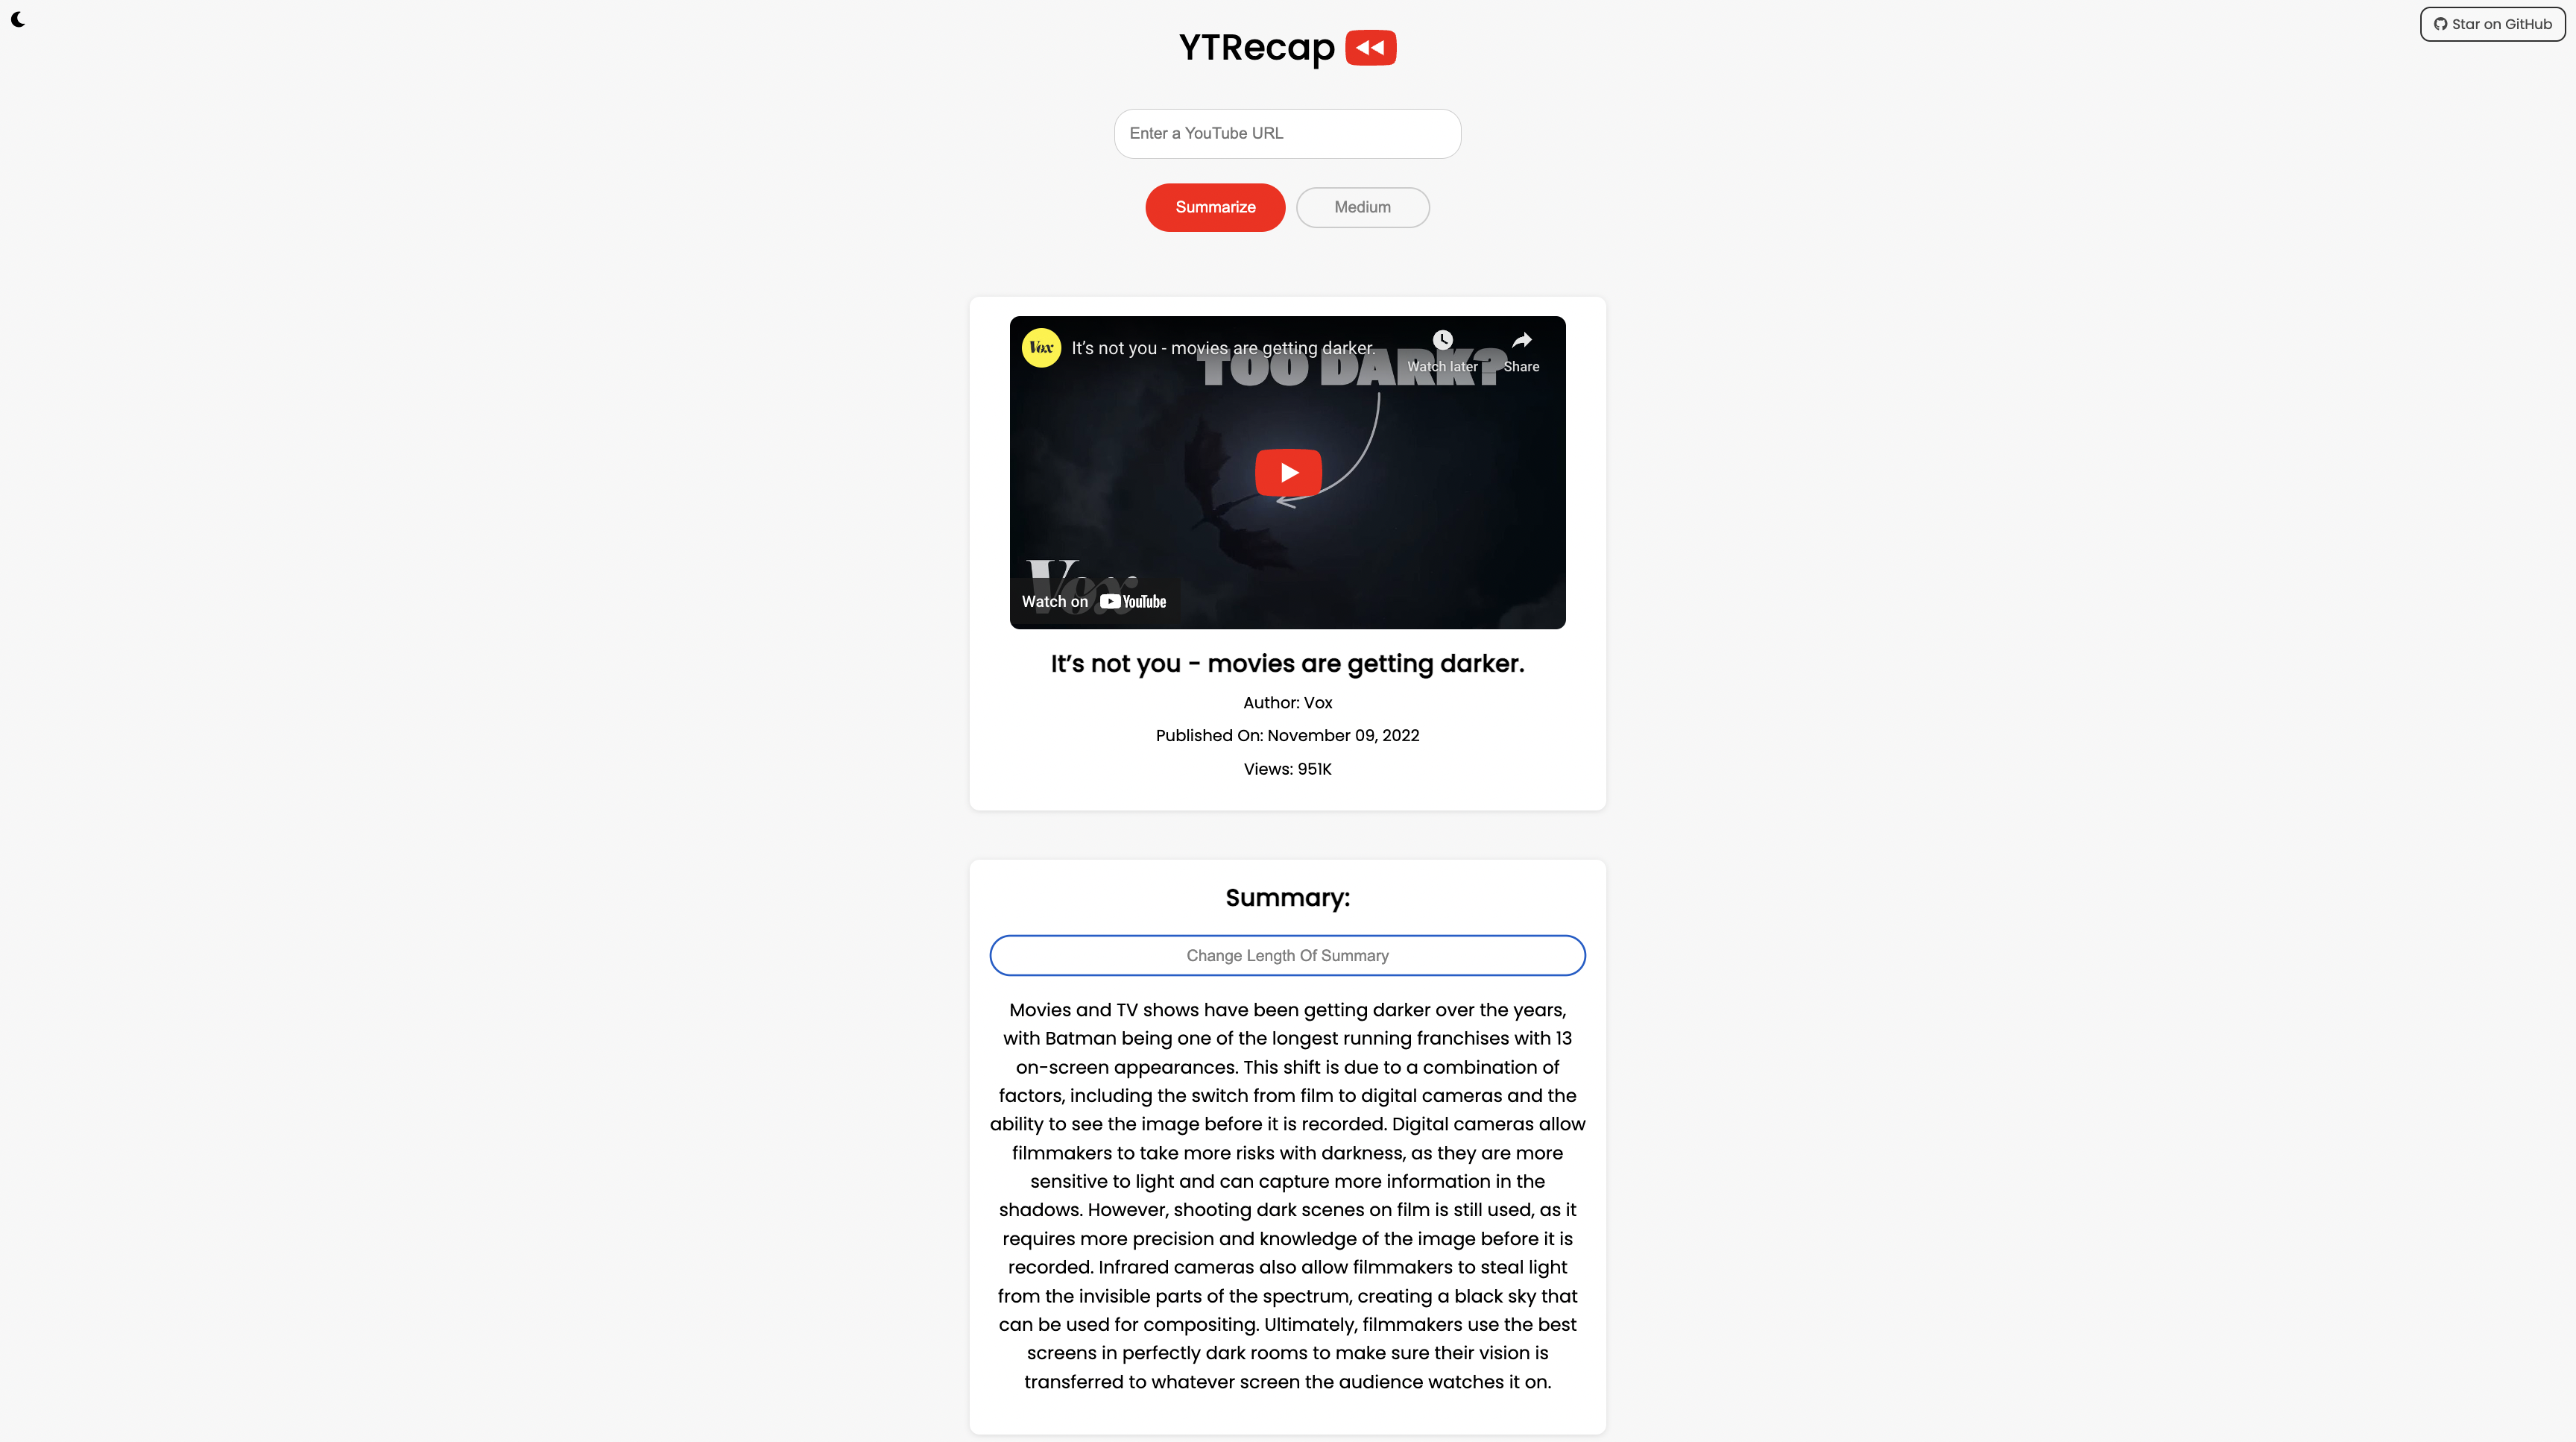 YTRecap
Star on GitHub
Enter a YouTube URL
Summarize
Medium
Vox
It’s not you - movies are getting darker.
Watch later
Share
TOO DARK?
Vox
Watch on YouTube
It’s not you - movies are getting darker.
Author: Vox
Published On: November 09, 2022
Views: 951K
Summary:
Change Length Of Summary
Movies and TV shows have been getting darker over the years,
with Batman being one of the longest running franchises with 13
on-screen appearances. This shift is due to a combination of
factors, including the switch from film to digital cameras and the
ability to see the image before it is recorded. Digital cameras allow
filmmakers to take more risks with darkness, as they are more
sensitive to light and can capture more information in the
shadows. However, shooting dark scenes on film is still used, as it
requires more precision and knowledge of the image before it is
recorded. Infrared cameras also allow filmmakers to steal light
from the invisible parts of the spectrum, creating a black sky that
can be used for compositing. Ultimately, filmmakers use the best
screens in perfectly dark rooms to make sure their vision is
transferred to whatever screen the audience watches it on.